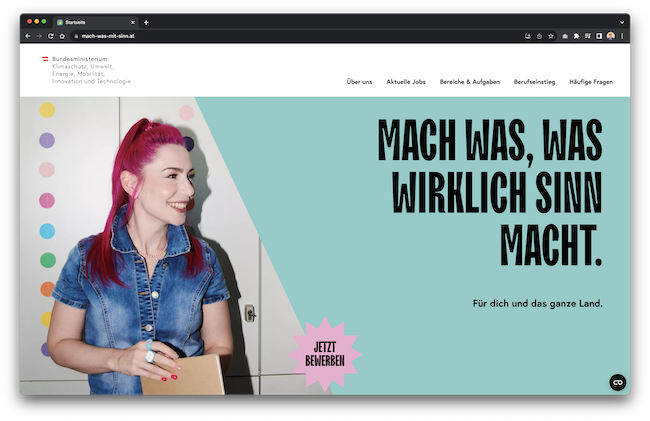 Startseite
mach-was-mit-sinn.at
Bundesministerium
Klimaschutz, Umwelt,
Energie, Mobilität,
Innovation und Technologie
Über uns
Aktuelle Jobs
Bereiche & Aufgaben
Berufseinstieg
Häufige Fragen
MACH WAS, WAS
WIRKLICH SINN
MACHT.
Für dich und das ganze Land.
JETZT
BEWERBEN